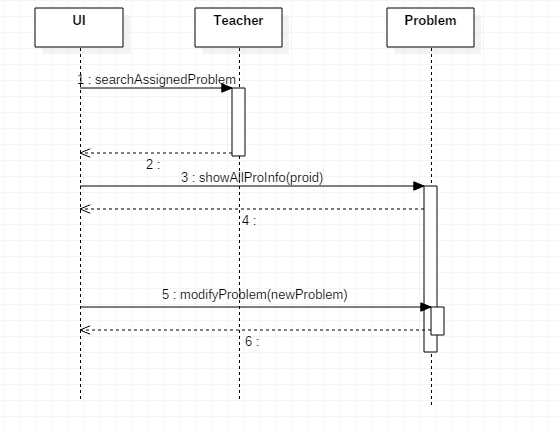 UI
Teacher
Problem
1 : searchAssignedProblem
2 :
3 : showAllProInfo(proid)
4 :
5 : modifyProblem(newProblem)
6 :